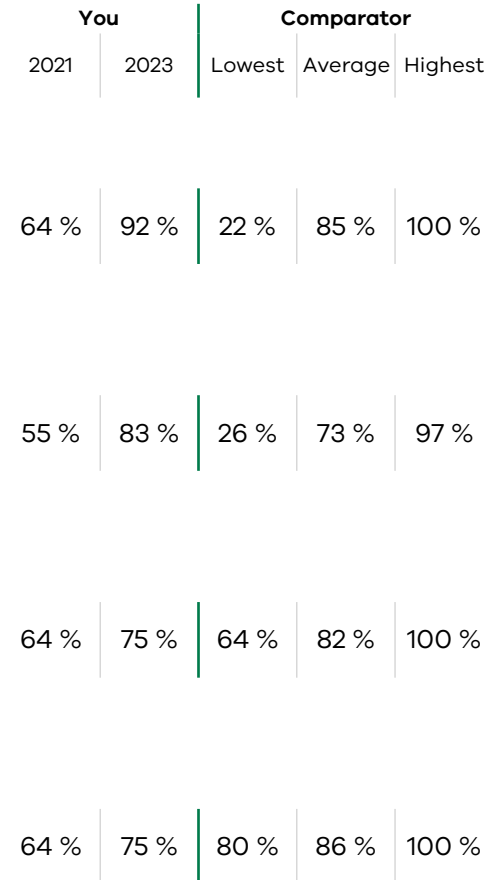 You Comparator
2021 2023 Lowest Average Highest
64 % 92 % 22 % 85 % 100 %
55 % 83 % 26 % 73 % 97 %
64 % 75 % 64 % 82 % 100 %
64 % 75 % 80 % 86 % 100 %